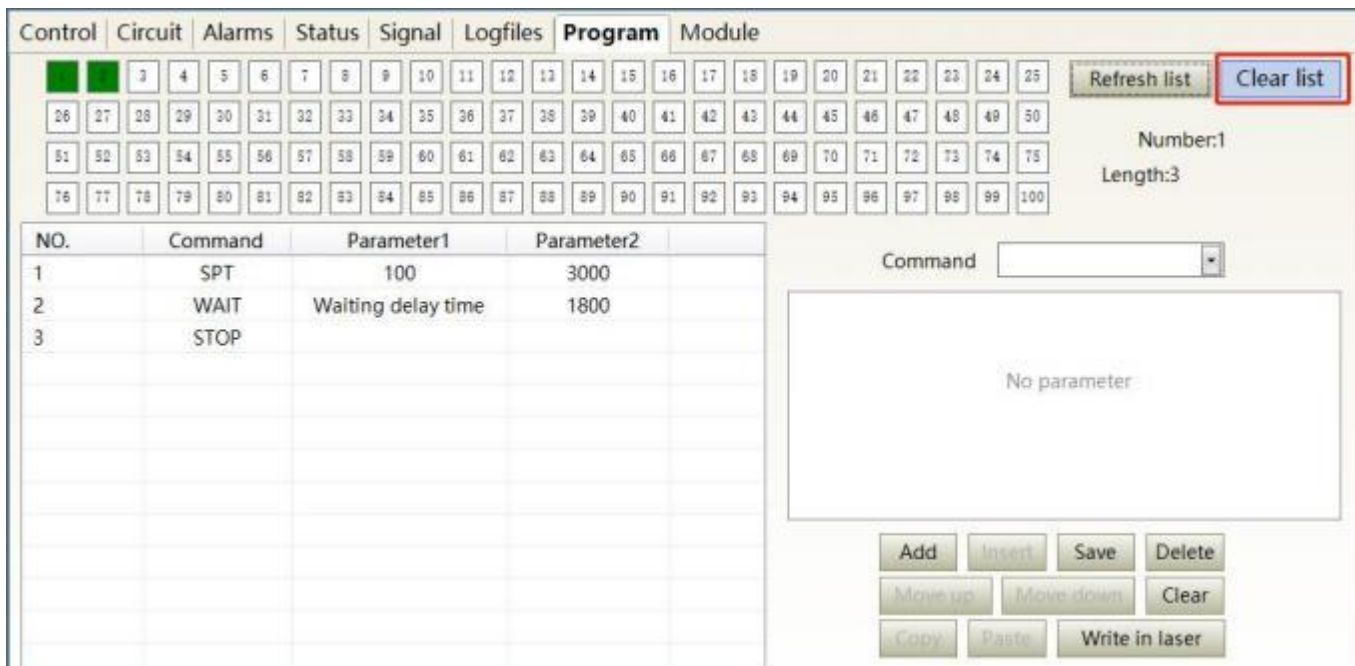 Control Circuit Alarms Status Signal Logfiles Program Module
1 2 3 4 5 6 7 8 9 10 11 12 13 14 15 16 17 18 19 20 21 22 23 24 25 Refresh list Clear list
26 27 28 29 30 31 32 33 34 35 36 37 38 39 40 41 42 43 44 45 46 47 48 49 50
Number:1
51 52 53 54 55 56 57 58 59 60 61 62 63 64 65 66 67 68 69 70 71 72 73 74 75
Length:3
76 77 78 79 80 81 82 83 84 85 86 87 88 89 90 91 92 93 94 95 96 97 98 99 100
NO. Command Parameter1 Parameter2
1 SPT 100 3000
2 WAIT Waiting delay time 1800
3 STOP
Command
No parameter
Add Insert Save Delete
Move up Move down Clear
Copy Paste Write in laser